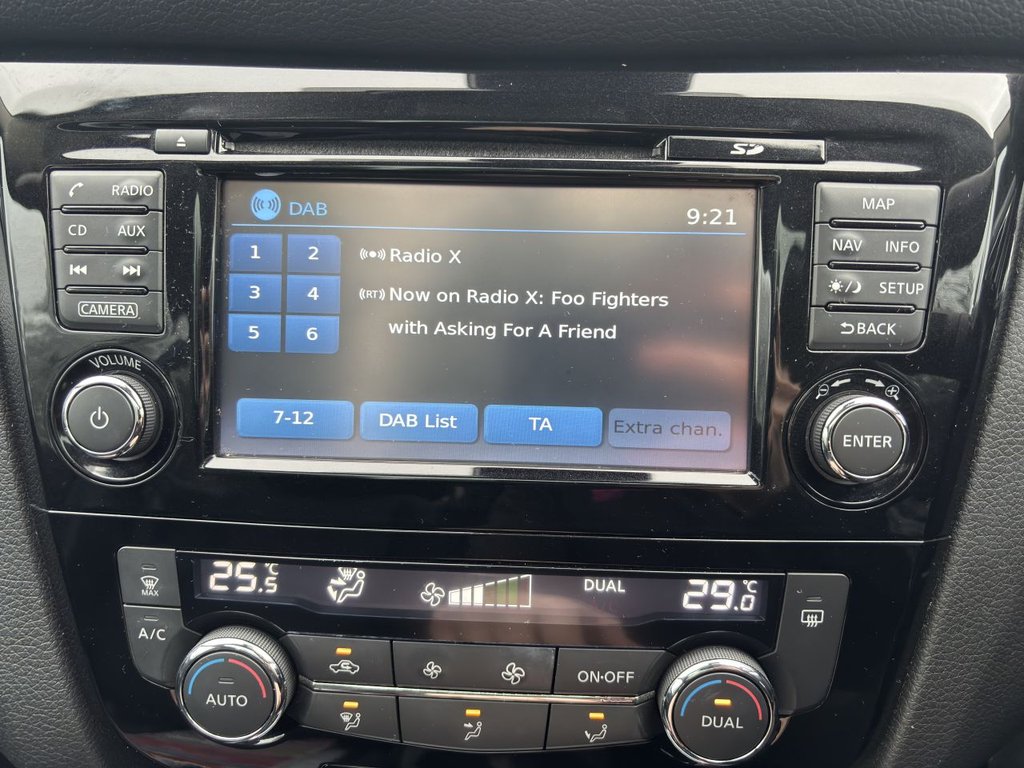 SD
RADIO
CD AUX
CAMERA
VOLUME
DAB
9:21
1 2
3 4
5 6
Radio X
(RT) Now on Radio X: Foo Fighters
with Asking For A Friend
7-12 DAB List TA Extra chan.
MAP
NAV INFO
SETUP
BACK
ENTER
MAX
A/C
25.5°C
DUAL
29.0°C
AUTO
ON·OFF
DUAL